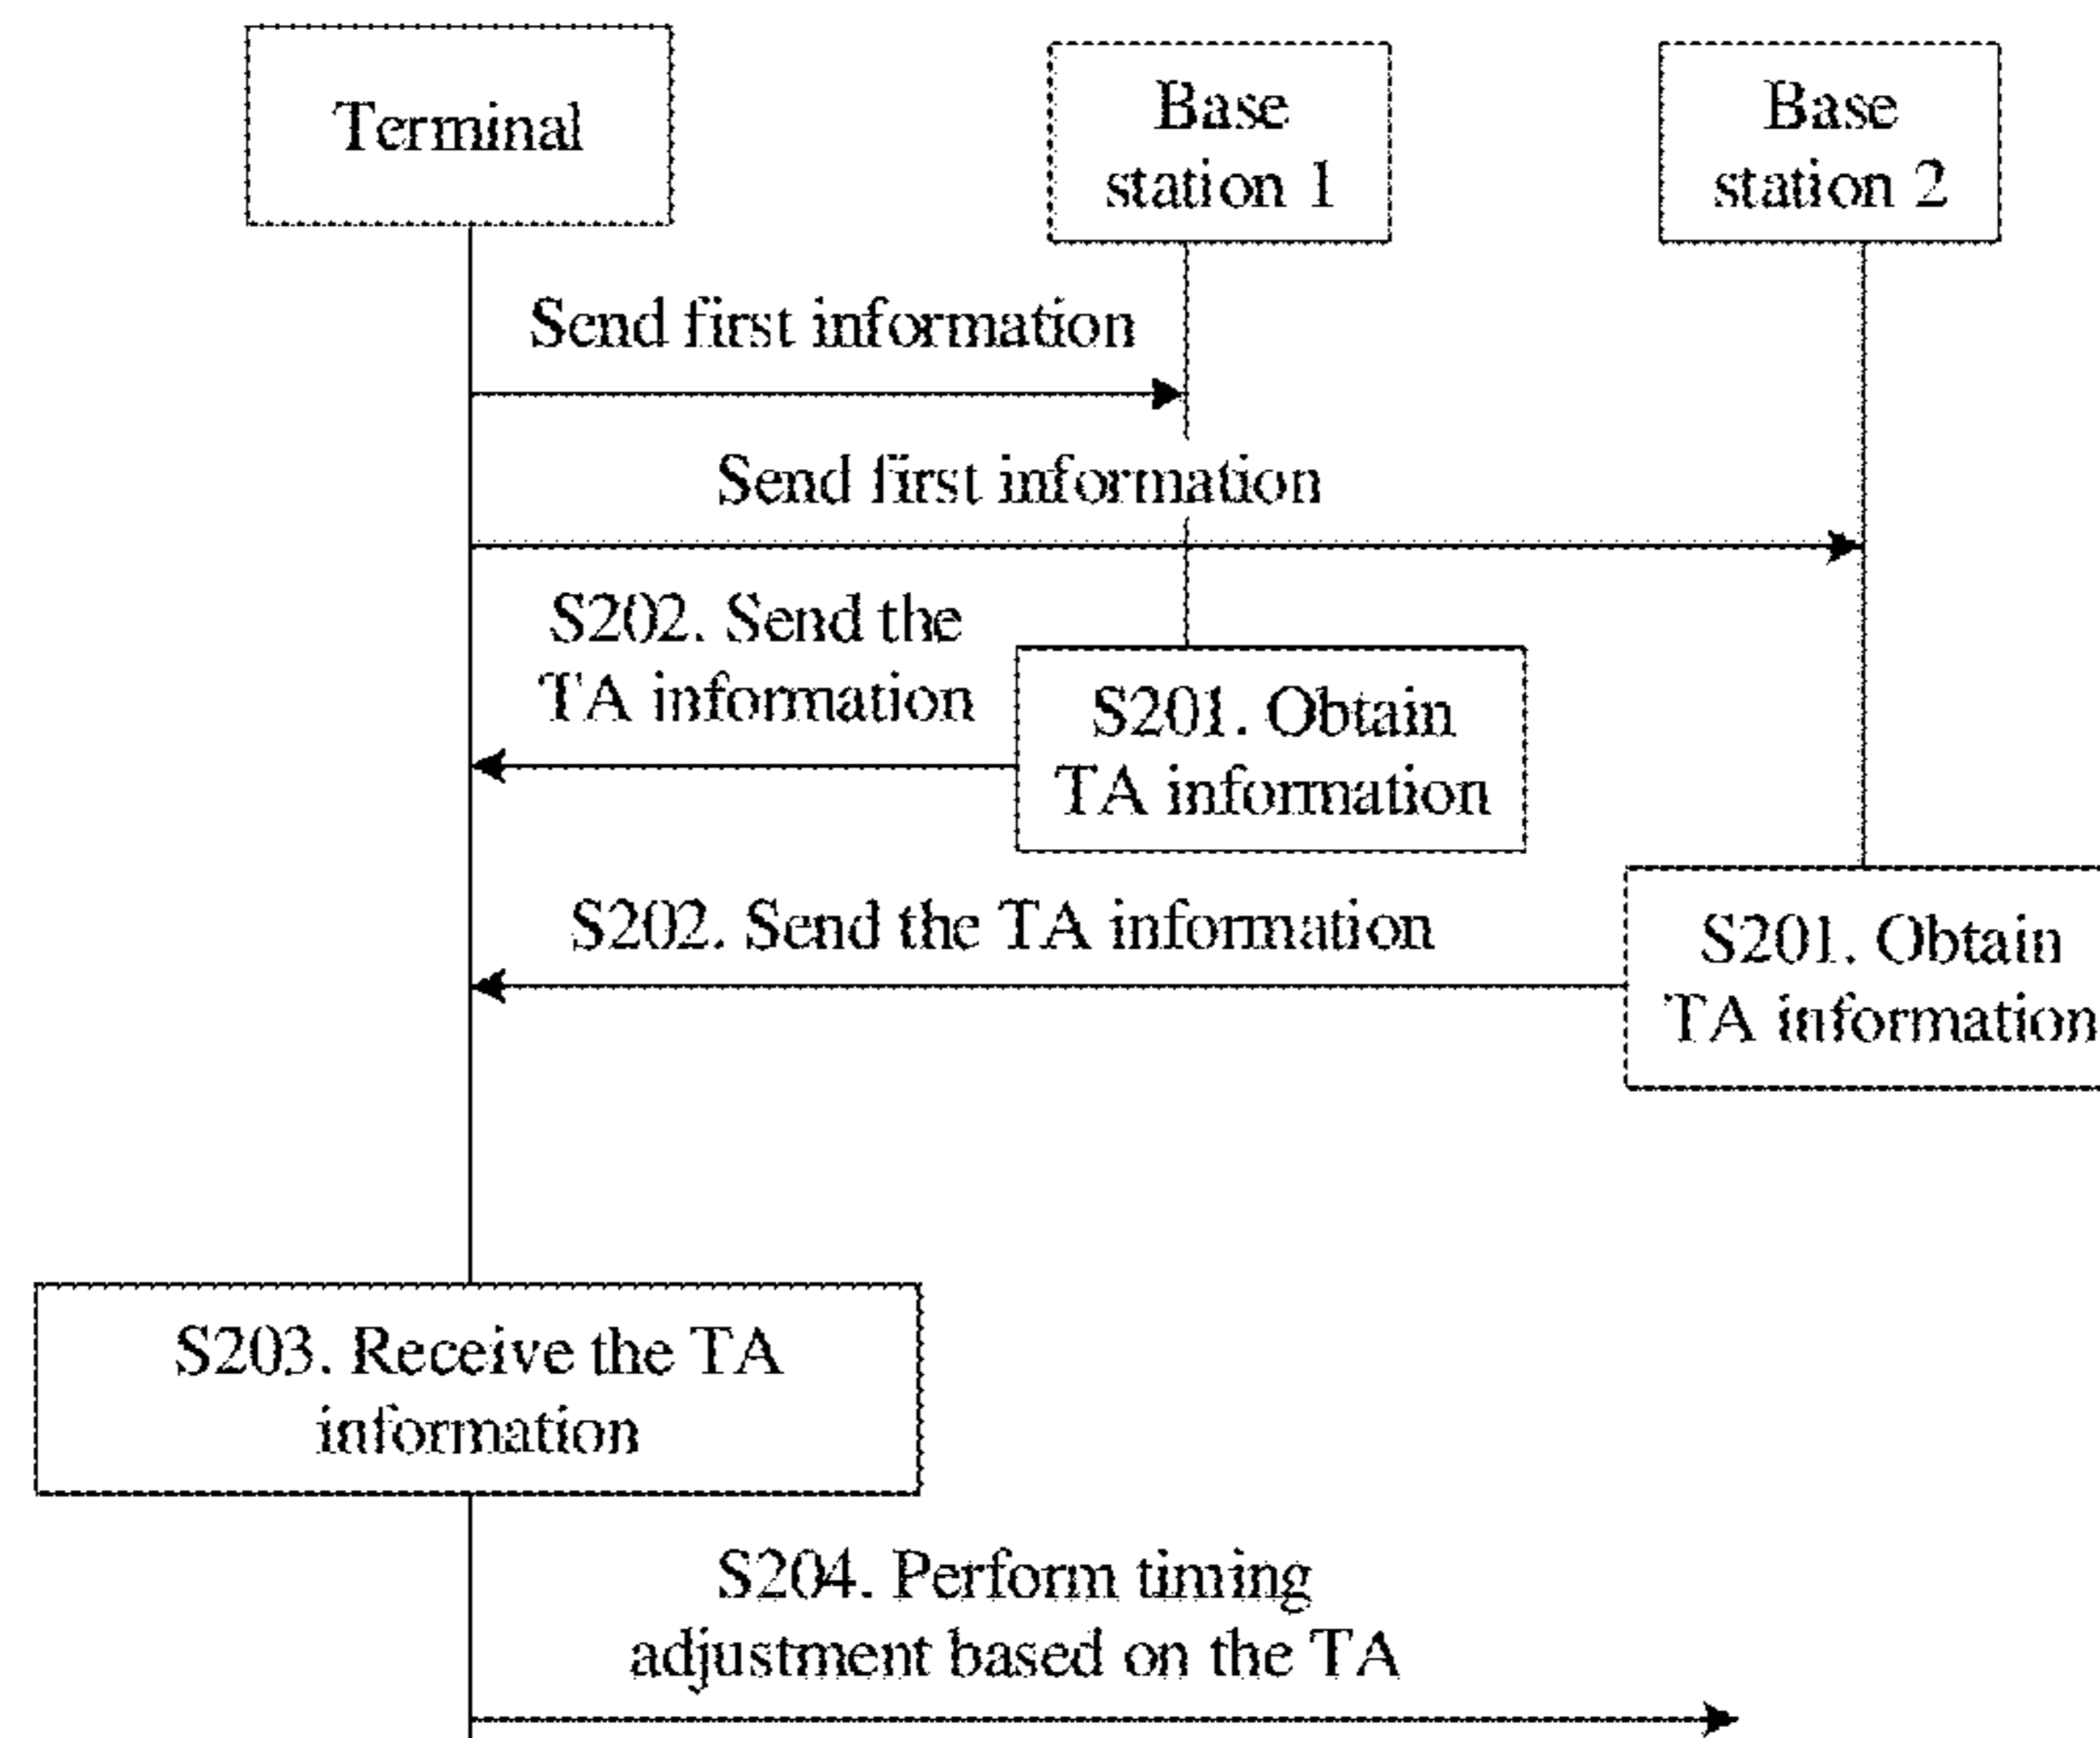 Terminal
Base
station 1
Base
station 2
Send first information
Send first information
S202. Send the
TA information
S201. Obtain
TA information
S202. Send the TA information
S201. Obtain
TA information
S203. Receive the TA
information
S204. Perform timing
adjustment based on the TA